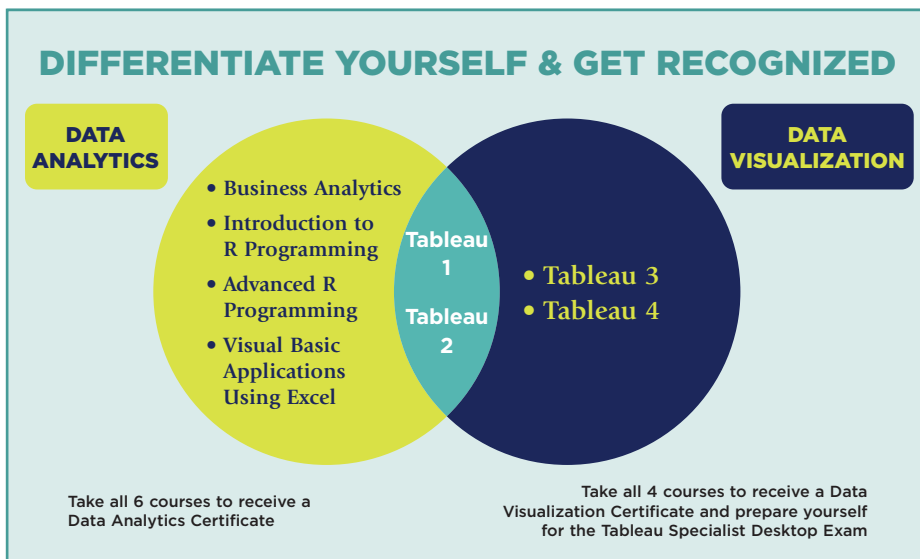 DIFFERENTIATE YOURSELF & GET RECOGNIZED
DATA
ANALYTICS
DATA
VISUALIZATION
• Business Analytics
• Introduction to
R Programming
• Advanced R
Programming
• Visual Basic
Applications
Using Excel
Tableau
1
Tableau
2
• Tableau 3
• Tableau 4
Take all 6 courses to receive a
Data Analytics Certificate
Take all 4 courses to receive a Data
Visualization Certificate and prepare yourself
for the Tableau Specialist Desktop Exam